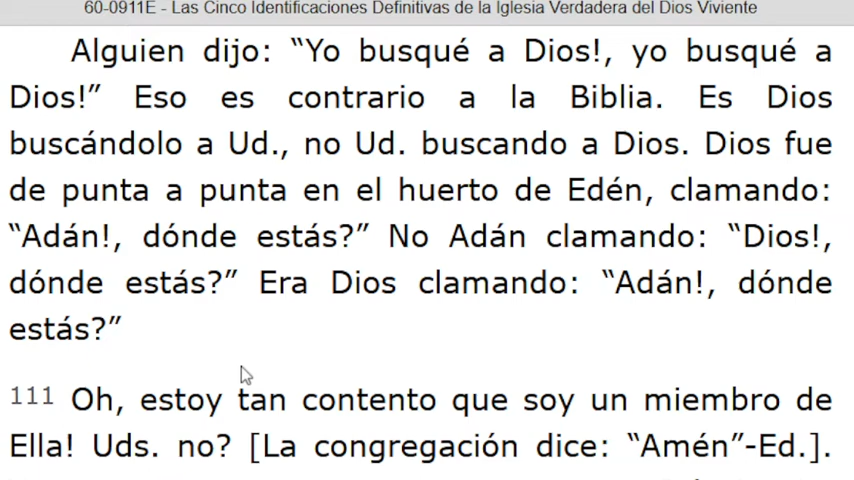 60-0911E - Las Cinco Identificaciones Definitivas de la Iglesia Verdadera del Dios Viviente
Alguien dijo: “Yo busqué a Dios!, yo busqué a
Dios!” Eso es contrario a la Biblia. Es Dios
buscándolo a Ud., no Ud. buscando a Dios. Dios fue
de punta a punta en el huerto de Edén, clamando:
“Adán!, dónde estás?” No Adán clamando: “Dios!,
dónde estás?” Era Dios clamando: “Adán!, dónde
estás?”
111 Oh, estoy tan contento que soy un miembro de
Ella! Uds. no? [La congregación dice: “Amén”-Ed.].